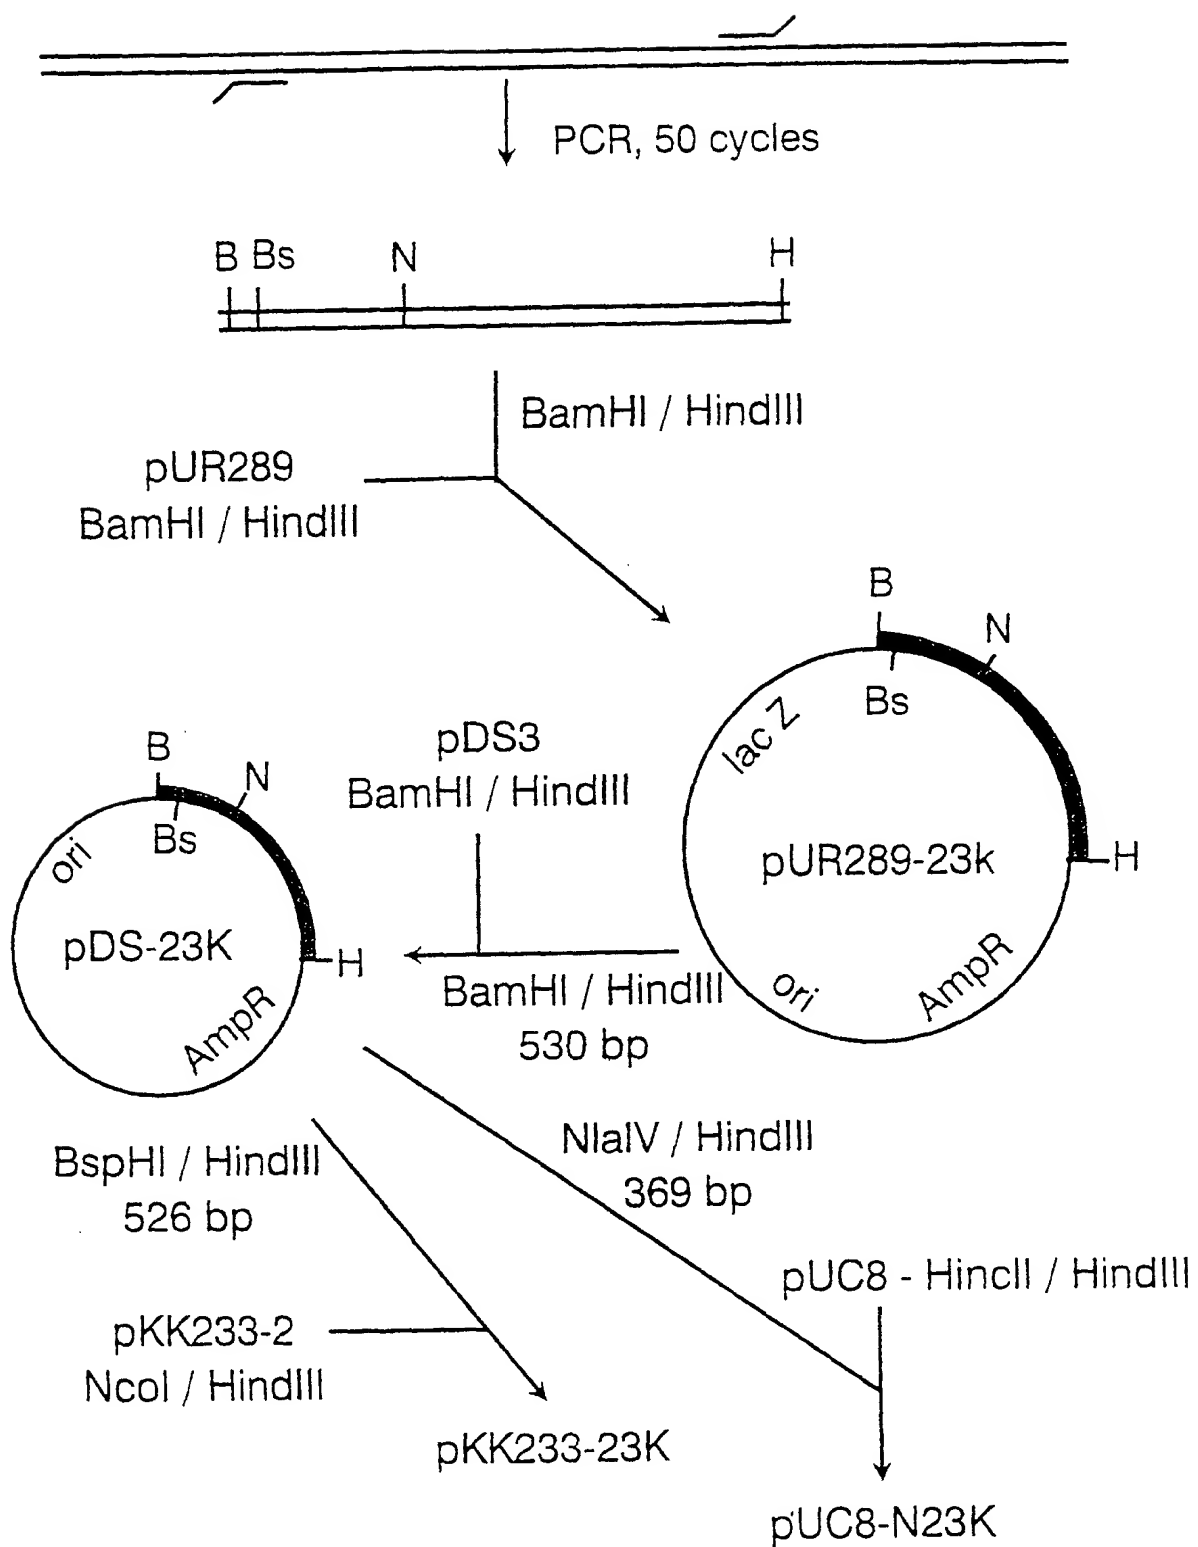 PCR, 50 cycles
B Bs N H
BamHI / HindIII
pUR289
BamHI / HindIII
B
N
Bs
lac Z
pUR289-23k
H
ori
AmpR
pDS3
BamHI / HindIII
B
N
Bs
ori
pDS-23K
H
AmpR
BamHI / HindIII
530 bp
NlaIV / HindIII
369 bp
BspHI / HindIII
526 bp
pUC8 - HincII / HindIII
pKK233-2
NcoI / HindIII
pKK233-23K
pUC8-N23K